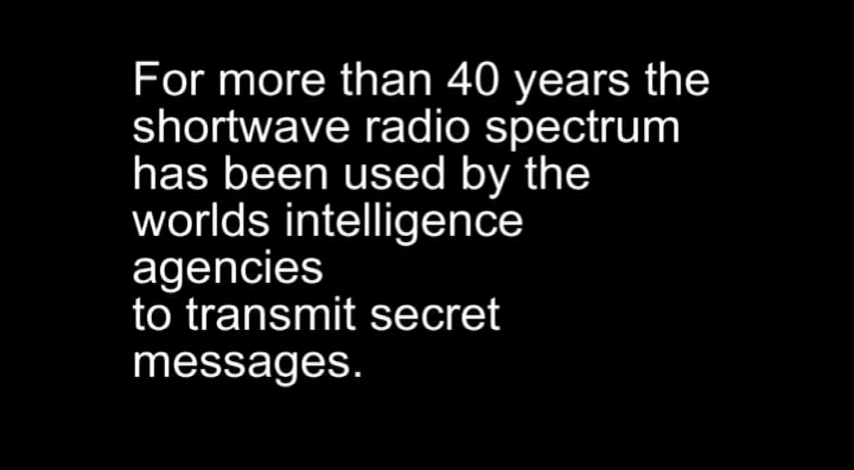 For more than 40 years the
shortwave radio spectrum
has been used by the
worlds intelligence
agencies
to transmit secret
messages.